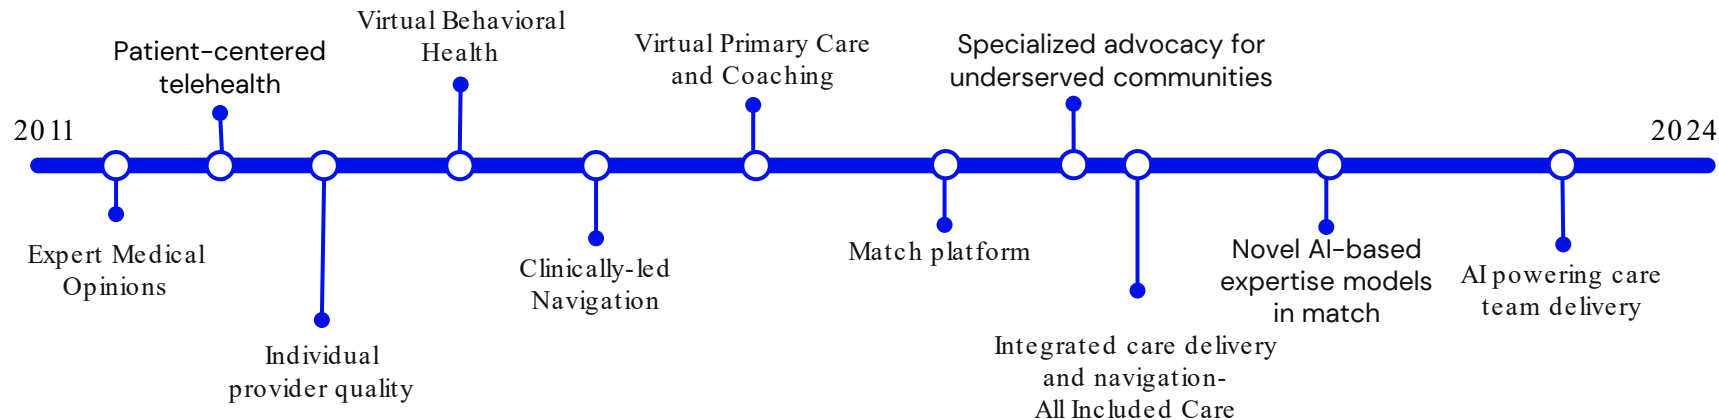 2011
2024
Expert Medical
Opinions
Patient-centered
telehealth
Individual
provider quality
Virtual Behavioral
Health
Clinically-led
Navigation
Virtual Primary Care
and Coaching
Match platform
Specialized advocacy for
underserved communities
Integrated care delivery
and navigation-
All Included Care
Novel AI-based
expertise models
in match
AI powering care
team delivery